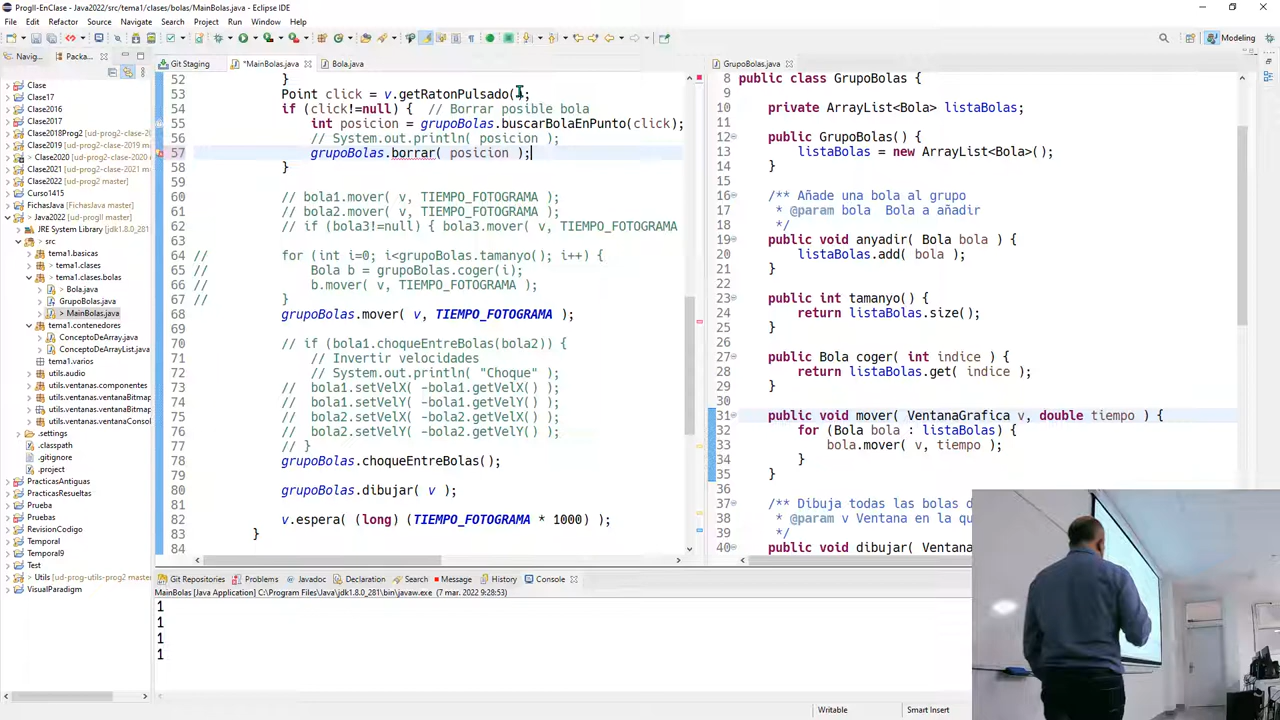 ProgII-EnClase - Java2022/src/tema1/clases/bolas/MainBolas.java - Eclipse IDE
File Edit Refactor Source Navigate Search Project Run Window Help
Modeling
Navig... Packa...
Clase
Clase17
Clase2016
Clase2017
Clase2018Prog2 [ud-prog2-clase-201
Clase-2019 [ud-prog2-clase-2019 ma
> Clase2020 [ud-prog2-clase-2020
Clase2021 [ud-prog2-clase-2021 ma
Clase22 [prog2 master]
Curso1415
FichasJava [FichasJava master]
> Java2022 [ud-progII master]
JRE System Library [jdk1.8.0_281
> src
tema1.basicas
> tema1.clases
> tema1.clases.bolas
Bola.java
GrupoBolas.java
> MainBolas.java
tema1.contenedores
ConceptoDeArray.java
ConceptoDeArrayList.java
tema1.varios
utils.audio
utils.ventanas.componentes
utils.ventanas.ventanaBitmap
utils.ventanas.ventanaBitmap.
utils.ventanas.ventanaConsol
.settings
.classpath
.gitignore
.project
PracticasAntiguas
PracticasResueltas
Prueba
Pruebas
RevisionCodigo
Temporal
Temporal9
Test
> Utils [ud-prog-utils-prog2 master]
VisualParadigm
Git Staging *MainBolas.java Bola.java
52 }
53 Point click = v.getRatonPulsado();
54 if (click!=null) { // Borrar posible bola
55 int posicion = grupoBolas.buscarBolaEnPunto(click);
56 // System.out.println( posicion );
57 grupoBolas.borrar( posicion );
58 }
59
60 // bola1.mover( v, TIEMPO_FOTOGRAMA );
61 // bola2.mover( v, TIEMPO_FOTOGRAMA );
62 // if (bola3!=null) { bola3.mover( v, TIEMPO_FOTOGRAMA
63
64 // for (int i=0; i<grupoBolas.tamanyo(); i++) {
65 // Bola b = grupoBolas.coger(i);
66 // b.mover( v, TIEMPO_FOTOGRAMA );
67 // }
68 grupoBolas.mover( v, TIEMPO_FOTOGRAMA );
69
70 // if (bola1.choqueEntreBolas(bola2)) {
71 // Invertir velocidades
72 // System.out.println( "Choque" );
73 // bola1.setVelX( -bola1.getVelX() );
74 // bola1.setVelY( -bola1.getVelY() );
75 // bola2.setVelX( -bola2.getVelX() );
76 // bola2.setVelY( -bola2.getVelY() );
77 // }
78 grupoBolas.choqueEntreBolas();
79
80 grupoBolas.dibujar( v );
81
82 v.espera( (long) (TIEMPO_FOTOGRAMA * 1000) );
83 }
84
GrupoBolas.java
8 public class GrupoBolas {
9
10 private ArrayList<Bola> listaBolas;
11
12 public GrupoBolas() {
13 listaBolas = new ArrayList<Bola>();
14 }
15
16 /** Añade una bola al grupo
17 * @param bola Bola a añadir
18 */
19 public void anyadir( Bola bola ) {
20 listaBolas.add( bola );
21 }
22
23 public int tamanyo() {
24 return listaBolas.size();
25 }
26
27 public Bola coger( int indice ) {
28 return listaBolas.get( indice );
29 }
30
31 public void mover( VentanaGrafica v, double tiempo ) {
32 for (Bola bola : listaBolas) {
33 bola.mover( v, tiempo );
34 }
35 }
36
37 /** Dibuja todas las bolas d
38 * @param v Ventana en la qu
39 */
40 public void dibujar( Ventana
Git Repositories Problems Javadoc Declaration Search Message History Console
MainBolas [Java Application] C:\Program Files\Java\jdk1.8.0_281\bin\javaw.exe (7 mar. 2022 9:28:53)
1
1
1
1
Writable Smart Insert